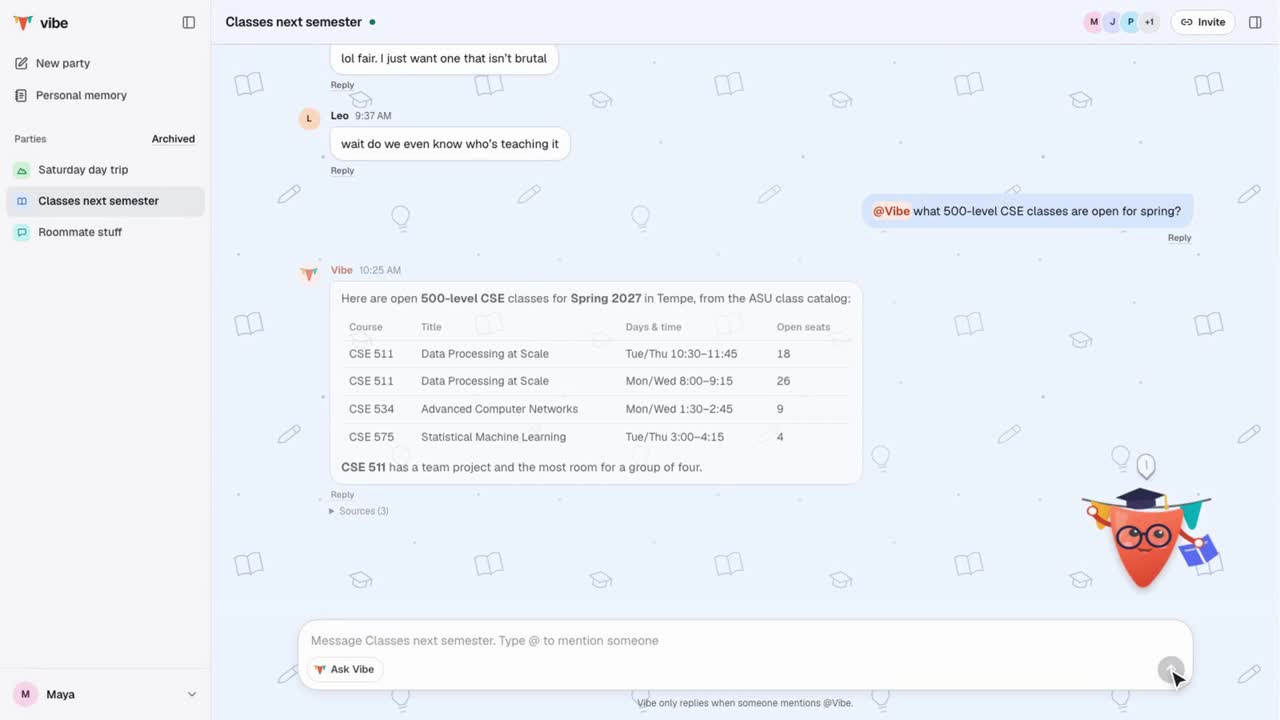 vibe
New party
Personal memory
Parties
Archived
Saturday day trip
Classes next semester
Roommate stuff
M
Maya
Classes next semester
M J P +1
Invite
lol fair. I just want one that isn’t brutal
Reply
L
Leo 9:37 AM
wait do we even know who’s teaching it
Reply
@Vibe what 500-level CSE classes are open for spring?
Reply
Vibe 10:25 AM
Here are open 500-level CSE classes for Spring 2027 in Tempe, from the ASU class catalog:
Course Title Days & time Open seats
CSE 511 Data Processing at Scale Tue/Thu 10:30–11:45 18
CSE 511 Data Processing at Scale Mon/Wed 8:00–9:15 26
CSE 534 Advanced Computer Networks Mon/Wed 1:30–2:45 9
CSE 575 Statistical Machine Learning Tue/Thu 3:00–4:15 4
CSE 511 has a team project and the most room for a group of four.
Reply
Sources (3)
Message Classes next semester. Type @ to mention someone
Ask Vibe
Vibe only replies when someone mentions @Vibe.